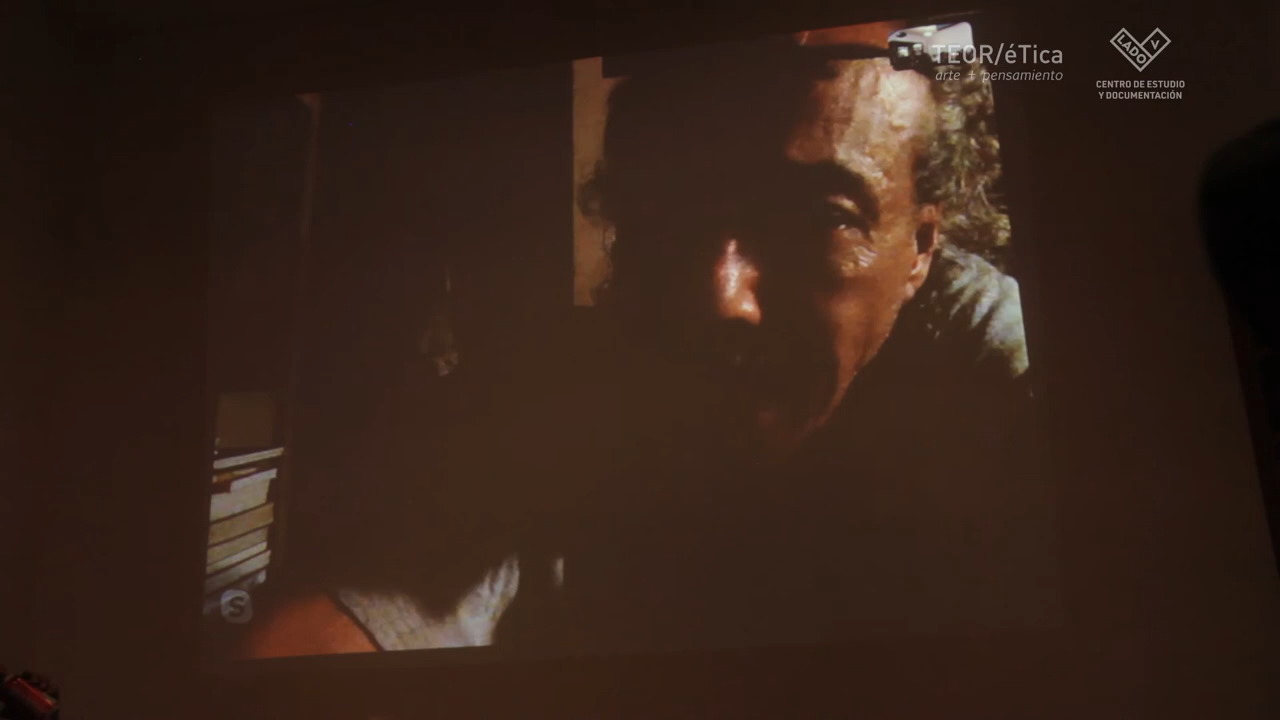 TEOR/éTica
arte + pensamiento
LADO V
CENTRO DE ESTUDIO
Y DOCUMENTACIÓN
S